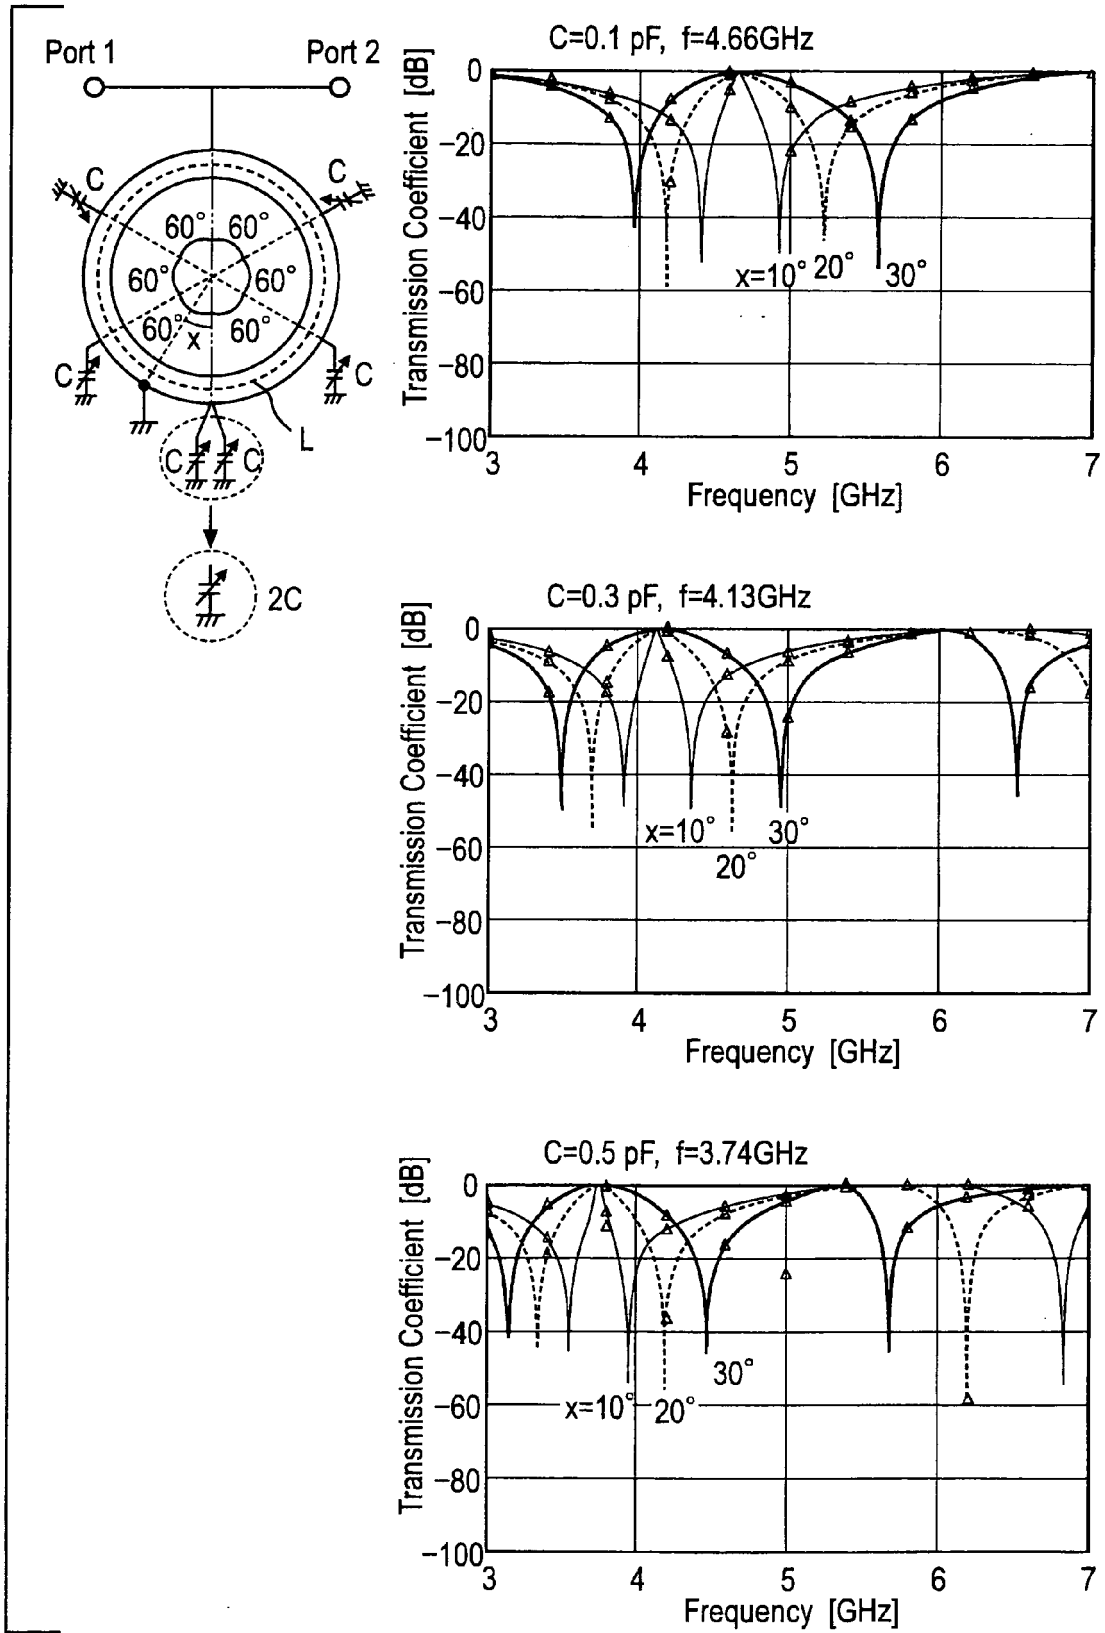 Port 1
Port 2
C
C
60°
60°
60°
60°
60°
60°
x
C
C
L
C
C
2C
C=0.1 pF, f=4.66GHz
Transmission Coefficient [dB]
0
−20
−40
−60
−80
−100
x=10°
20°
30°
3
4
5
6
7
Frequency [GHz]
C=0.3 pF, f=4.13GHz
Transmission Coefficient [dB]
0
−20
−40
−60
−80
−100
x=10°
30°
20°
3
4
5
6
7
Frequency [GHz]
C=0.5 pF, f=3.74GHz
Transmission Coefficient [dB]
0
−20
−40
−60
−80
−100
30°
x=10°
20°
3
4
5
6
7
Frequency [GHz]